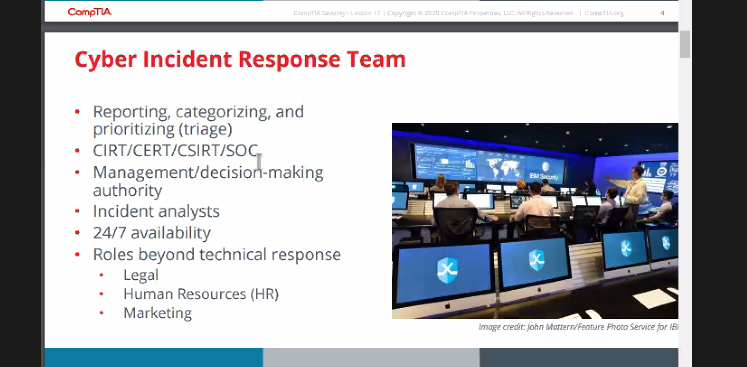 CompTIA
CompTIA Security+ Lesson 17 | Copyright © 2020 CompTIA Properties, LLC. All Rights Reserved. | CompTIA.org
4
Cyber Incident Response Team
• Reporting, categorizing, and
prioritizing (triage)
• CIRT/CERT/CSIRT/SOC
• Management/decision-making
authority
• Incident analysts
• 24/7 availability
• Roles beyond technical response
• Legal
• Human Resources (HR)
• Marketing
IBM Security
Image credit: John Mattern/Feature Photo Service for IB